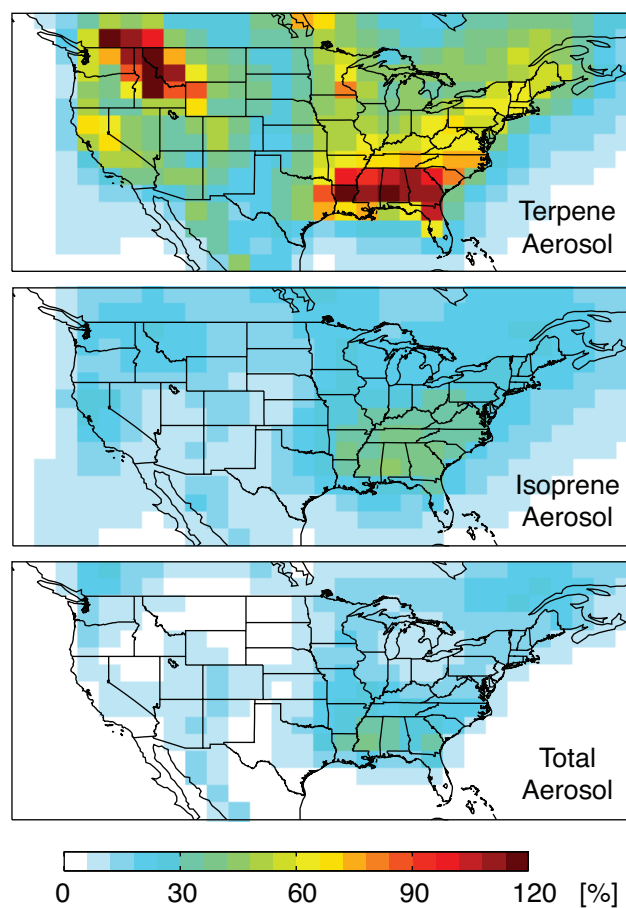 Terpene
Aerosol
Isoprene
Aerosol
Total
Aerosol
0 30 60 90 120 [%]